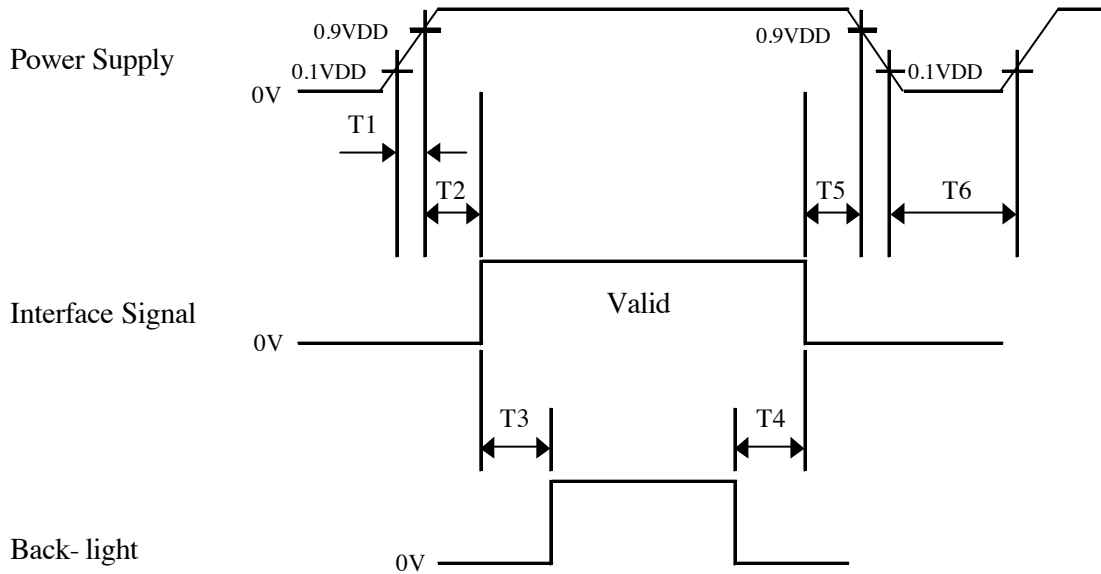 0.9VDD
0.9VDD
Power Supply
0.1VDD
0.1VDD
0V
T1
T2
T5
T6
Valid
Interface Signal
0V
T3
T4
Back- light
0V